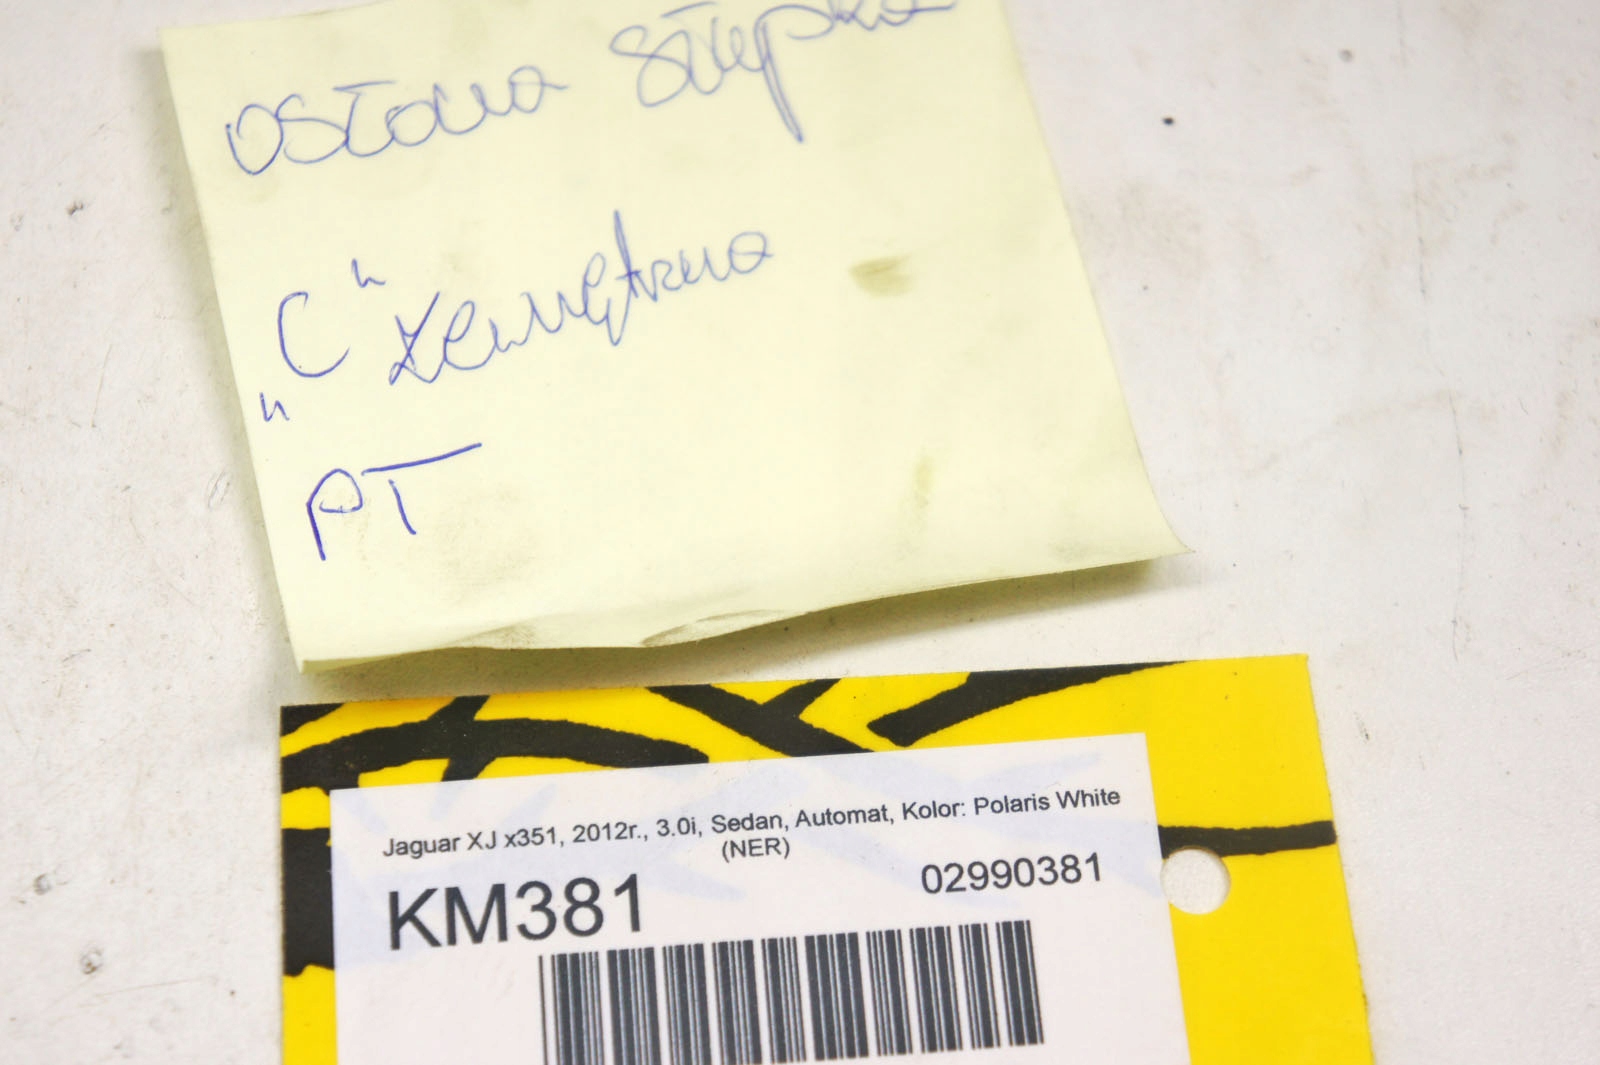 osłona słupka
„C" zewnętrzna
PT
Jaguar XJ x351, 2012r., 3.0i, Sedan, Automat, Kolor: Polaris White
(NER)
KM381 02990381